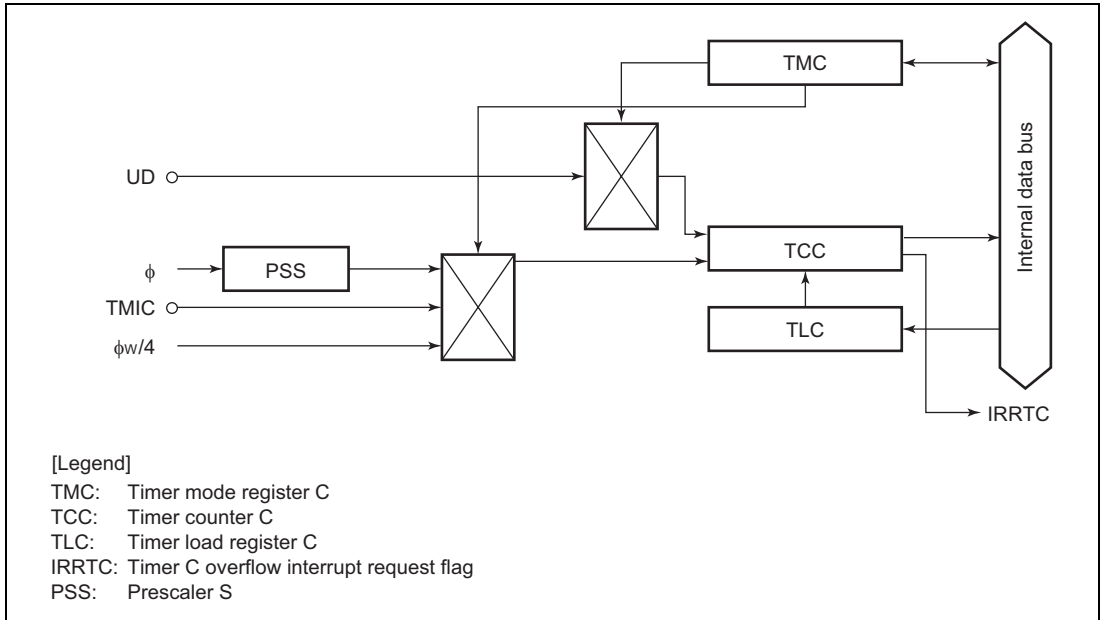 TMC
UD
Internal data bus
TCC
ϕ
PSS
TMIC
TLC
ϕW/4
IRRTC
[Legend]
TMC: Timer mode register C
TCC: Timer counter C
TLC: Timer load register C
IRRTC: Timer C overflow interrupt request flag
PSS: Prescaler S